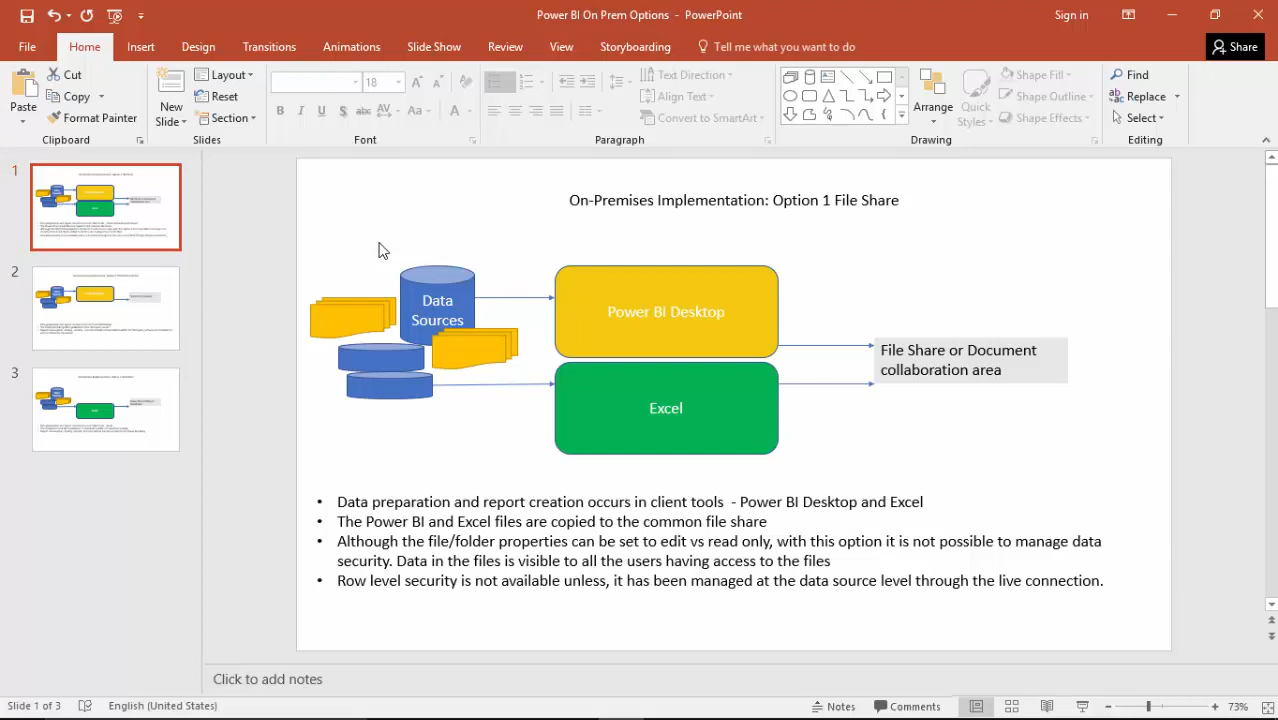 Power BI On Prem Options - PowerPoint
Sign in
File
Home
Insert
Design
Transitions
Animations
Slide Show
Review
View
Storyboarding
Tell me what you want to do
Share
Paste
Cut
Copy
Format Painter
Clipboard
New
Slide
Layout
Reset
Section
Slides
18
B I U S abc AV Aa A
Font
Text Direction
Align Text
Convert to SmartArt
Paragraph
Arrange
Quick
Styles
Shape Fill
Shape Outline
Shape Effects
Drawing
Find
Replace
Select
Editing
1
2
3
On-Premises Implementation: Option 1 File Share
Data
Sources
Power BI Desktop
Excel
File Share or Document
collaboration area
• Data preparation and report creation occurs in client tools - Power BI Desktop and Excel
• The Power BI and Excel files are copied to the common file share
• Although the file/folder properties can be set to edit vs read only, with this option it is not possible to manage data
security. Data in the files is visible to all the users having access to the files
• Row level security is not available unless, it has been managed at the data source level through the live connection.
Click to add notes
Slide 1 of 3
English (United States)
Notes
Comments
73%